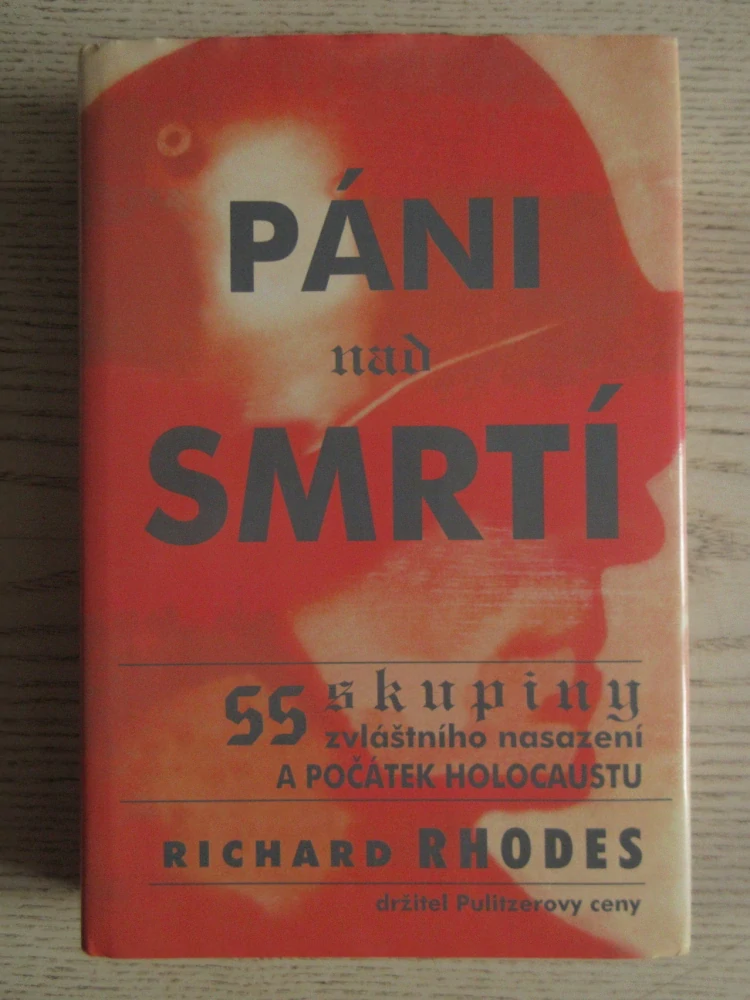 PÁNI
nad
SMRTÍ
SS skupiny
zvláštního nasazení
A POČÁTEK HOLOCAUSTU
RICHARD RHODES
držitel Pulitzerovy ceny